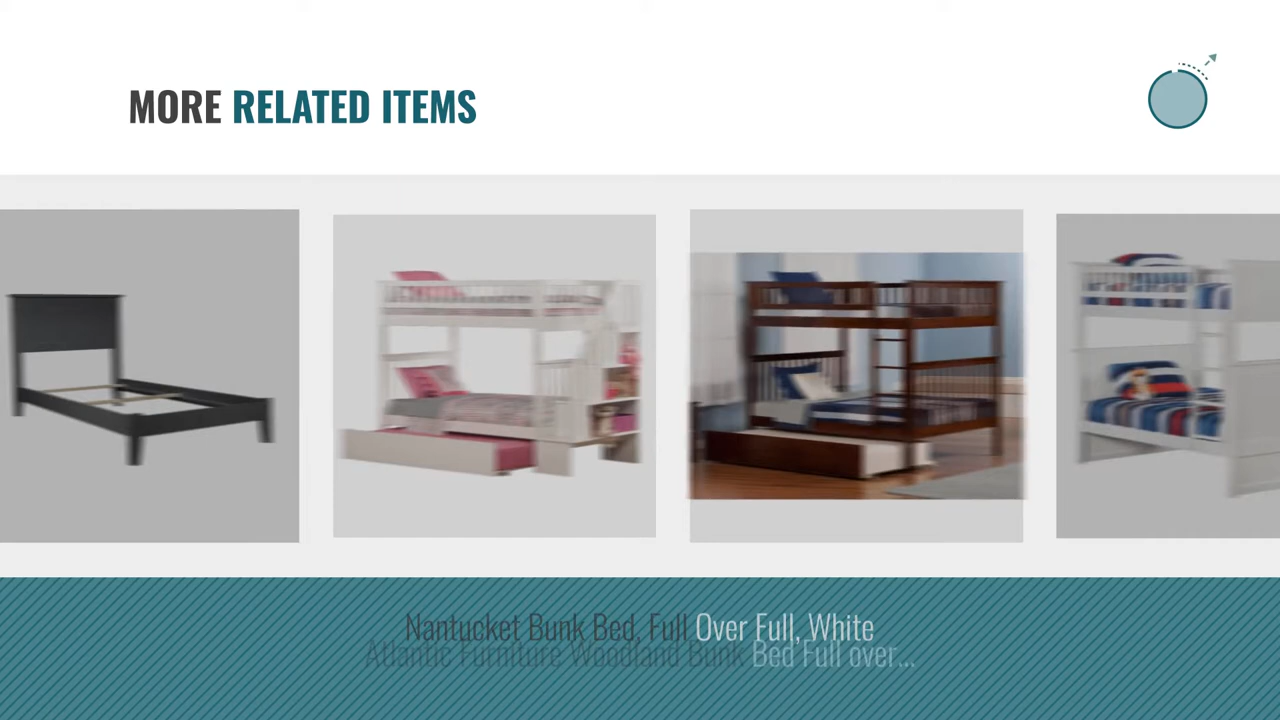 MORE RELATED ITEMS
Nantucket Bunk Bed, Full Over Full, White
Atlantic Furniture Woodland Bunk Bed Full over...